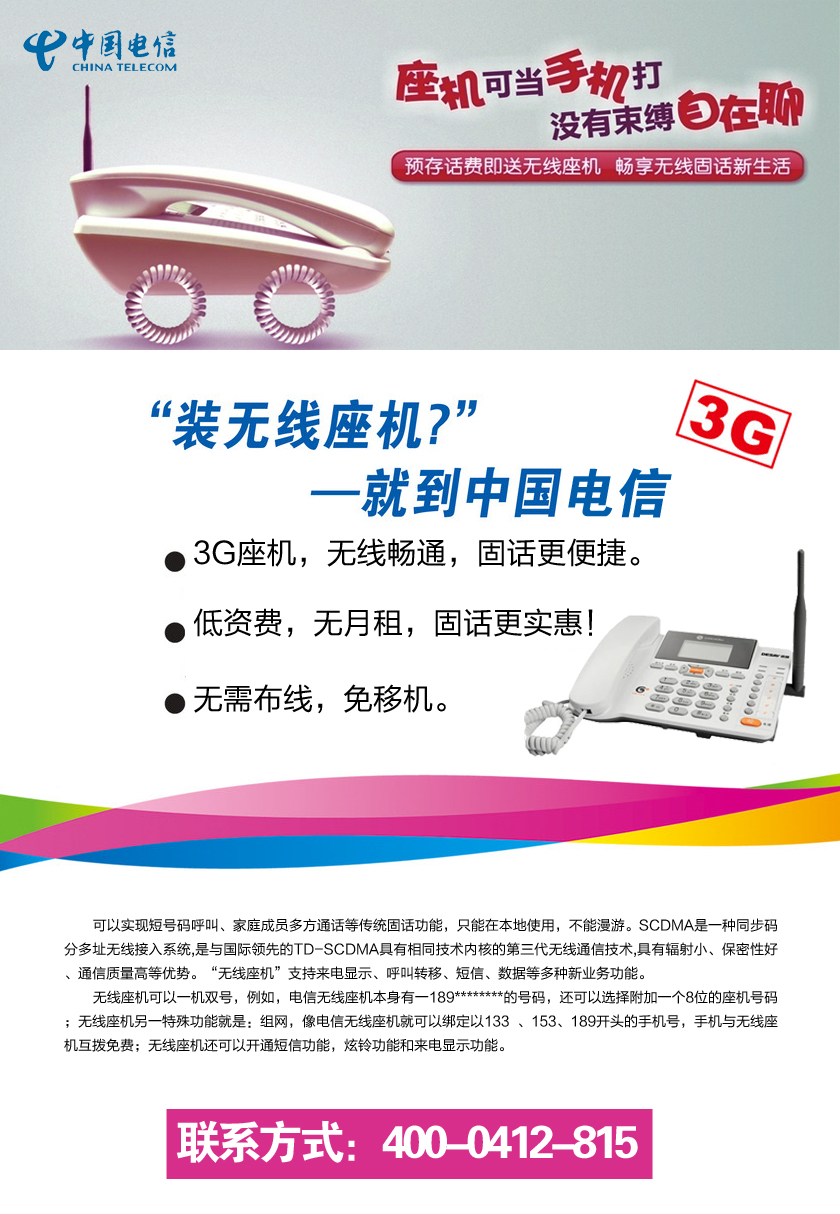 中国电信
CHINA TELECOM
座机可当手机打
没有束缚自在聊
预存话费即送无线座机 畅享无线固话新生活
“装无线座机?”
—就到中国电信
3G
● 3G座机，无线畅通，固话更便捷。
● 低资费，无月租，固话更实惠！
● 无需布线，免移机。
可以实现短号码呼叫、家庭成员多方通话等传统固话功能，只能在本地使用，不能漫游。SCDMA是一种同步码
分多址无线接入系统,是与国际领先的TD-SCDMA具有相同技术内核的第三代无线通信技术,具有辐射小、保密性好
、通信质量高等优势。“无线座机”支持来电显示、呼叫转移、短信、数据等多种新业务功能。
无线座机可以一机双号，例如，电信无线座机本身有一189********的号码，还可以选择附加一个8位的座机号码
；无线座机另一特殊功能就是：组网，像电信无线座机就可以绑定以133 、153、189开头的手机号，手机与无线座
机互拨免费；无线座机还可以开通短信功能，炫铃功能和来电显示功能。
联系方式：400-0412-815